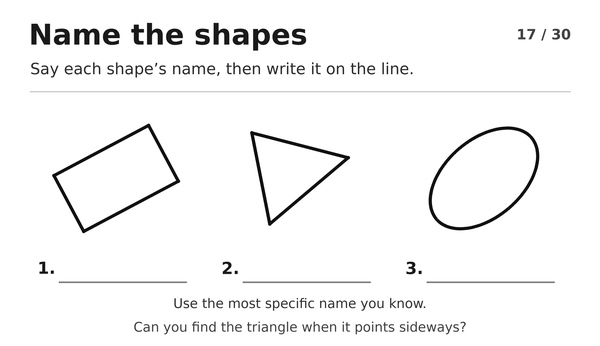 Name the shapes
17 / 30
Say each shape’s name, then write it on the line.
1.
2.
3.
Use the most specific name you know.
Can you find the triangle when it points sideways?